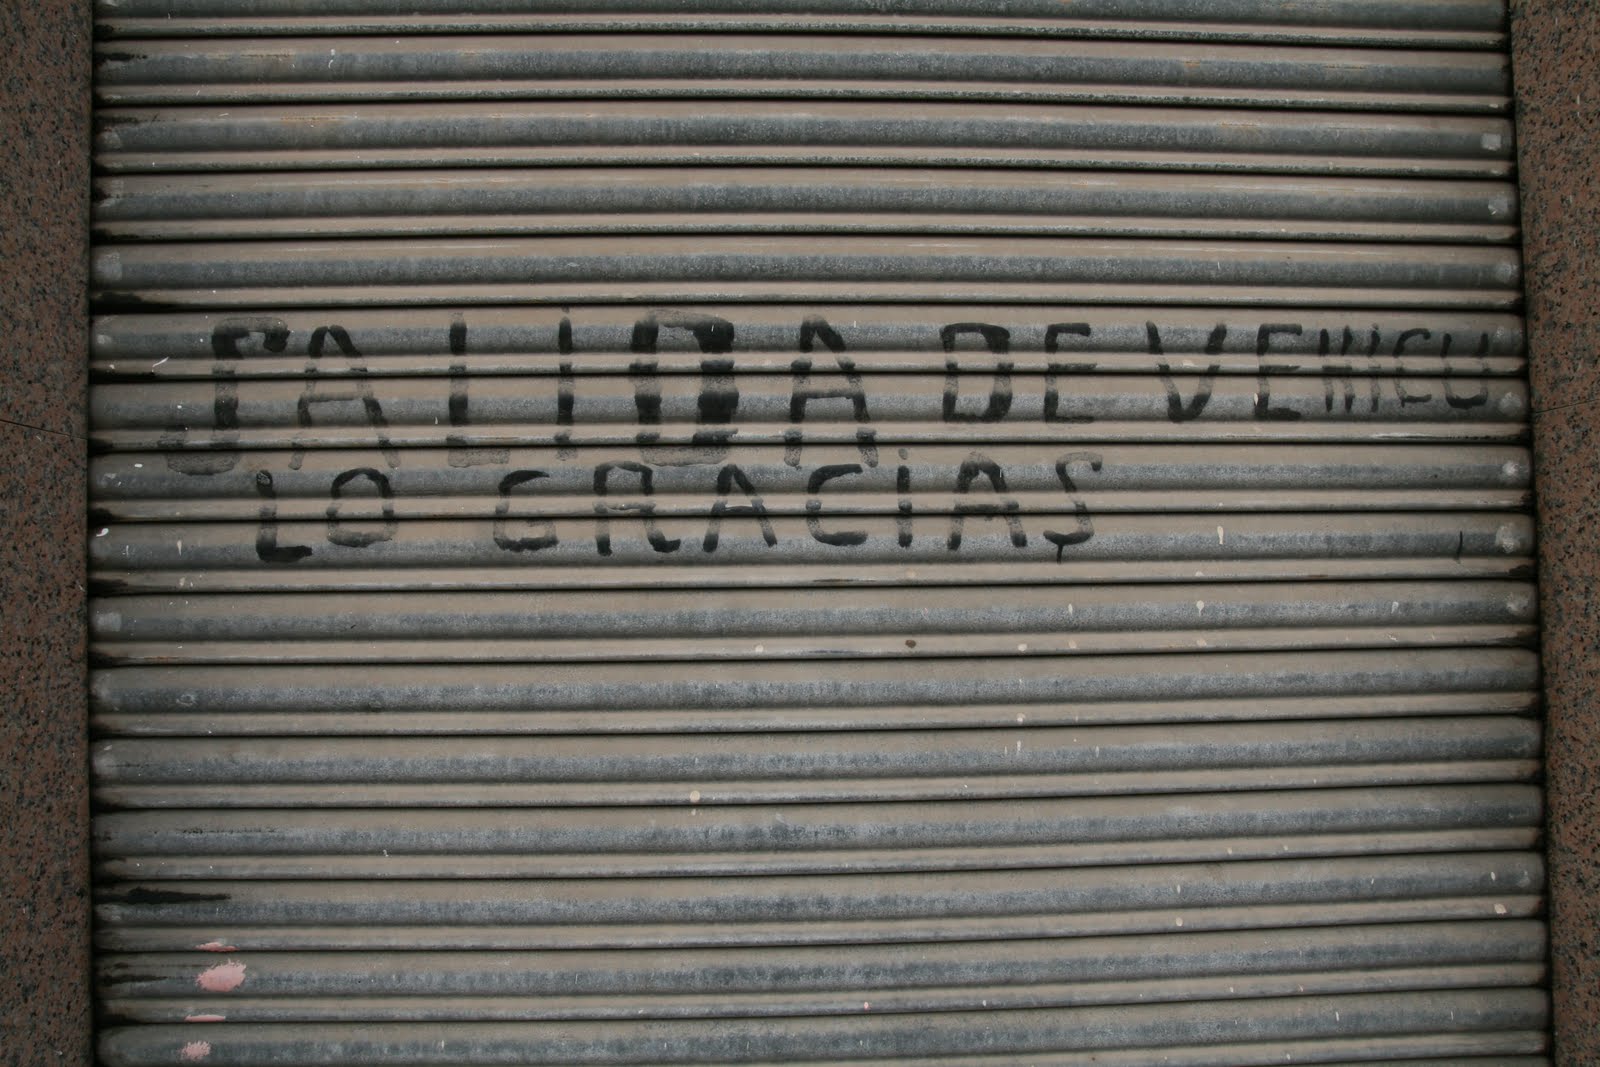 SALIDA DE VEHICU
LO GRACIAS